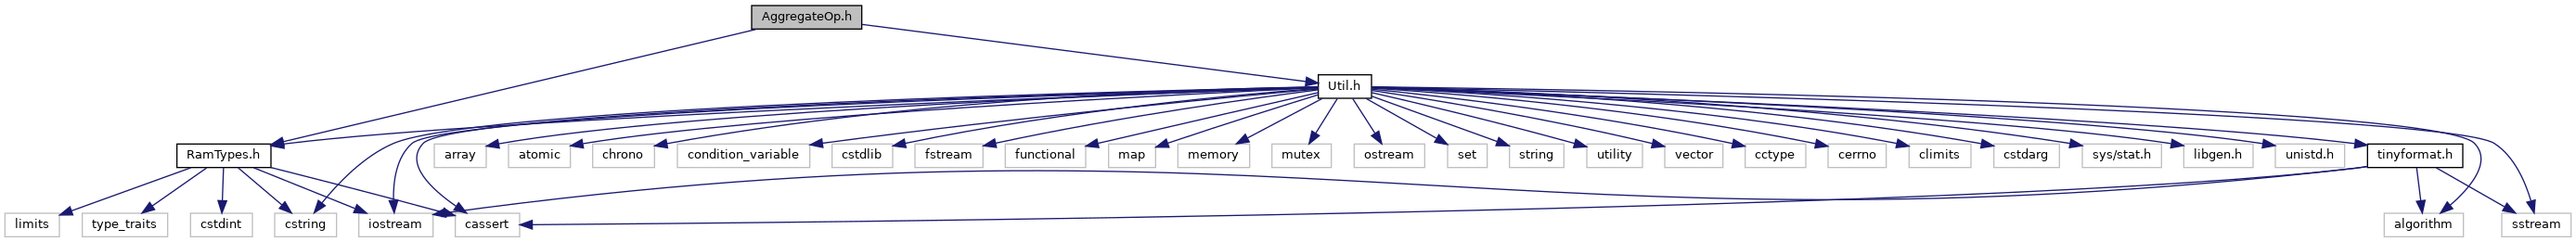 AggregateOp.h
Util.h
RamTypes.h
array
atomic
chrono
condition_variable
cstdlib
fstream
functional
map
memory
mutex
ostream
set
string
utility
vector
cctype
cerrno
climits
cstdarg
sys/stat.h
libgen.h
unistd.h
tinyformat.h
limits
type_traits
cstdint
cstring
iostream
cassert
algorithm
sstream